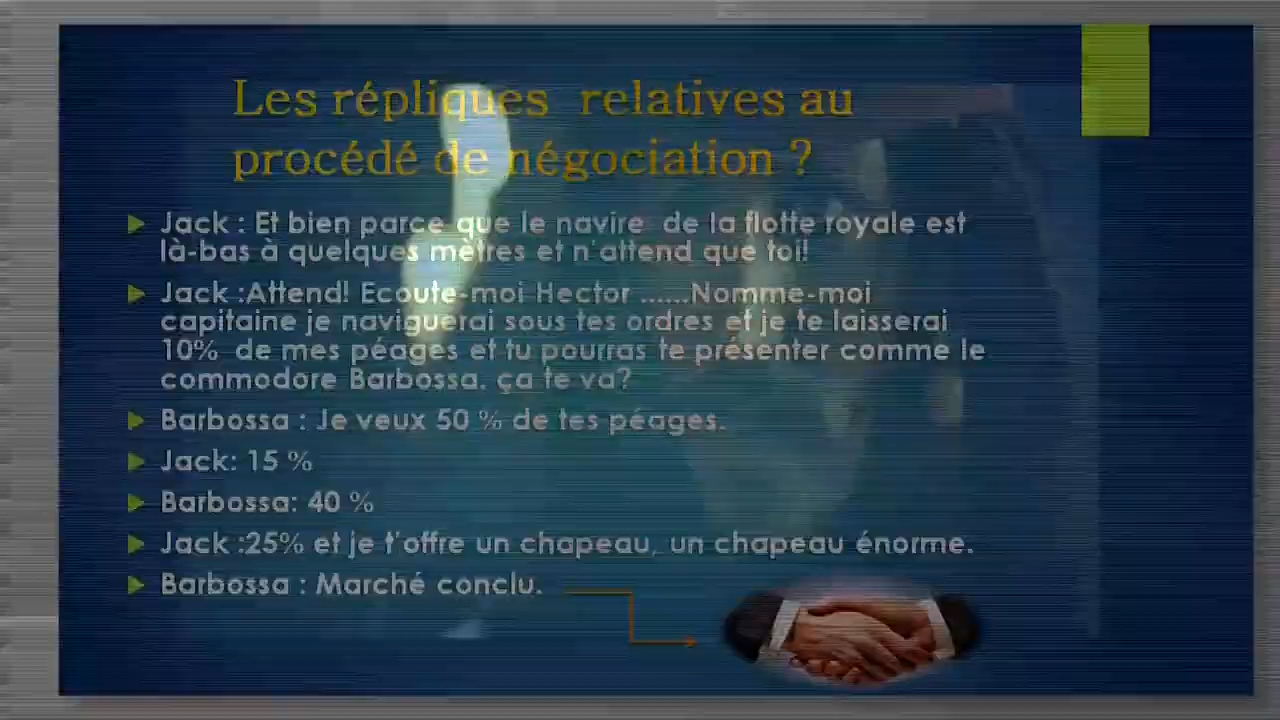 Les répliques relatives au
procédé de négociation ?
Jack : Et bien parce que le navire de la flotte royale est
là-bas à quelques mètres et n'attend que toi!
Jack :Attend! Ecoute-moi Hector ......Nomme-moi
capitaine je naviguerai sous tes ordres et je te laisserai
10% de mes péages et tu pourras te présenter comme le
commodore Barbossa, ça te va?
Barbossa : Je veux 50 % de tes péages.
Jack: 15 %
Barbossa: 40 %
Jack :25% et je t'offre un chapeau, un chapeau énorme.
Barbossa : Marché conclu.